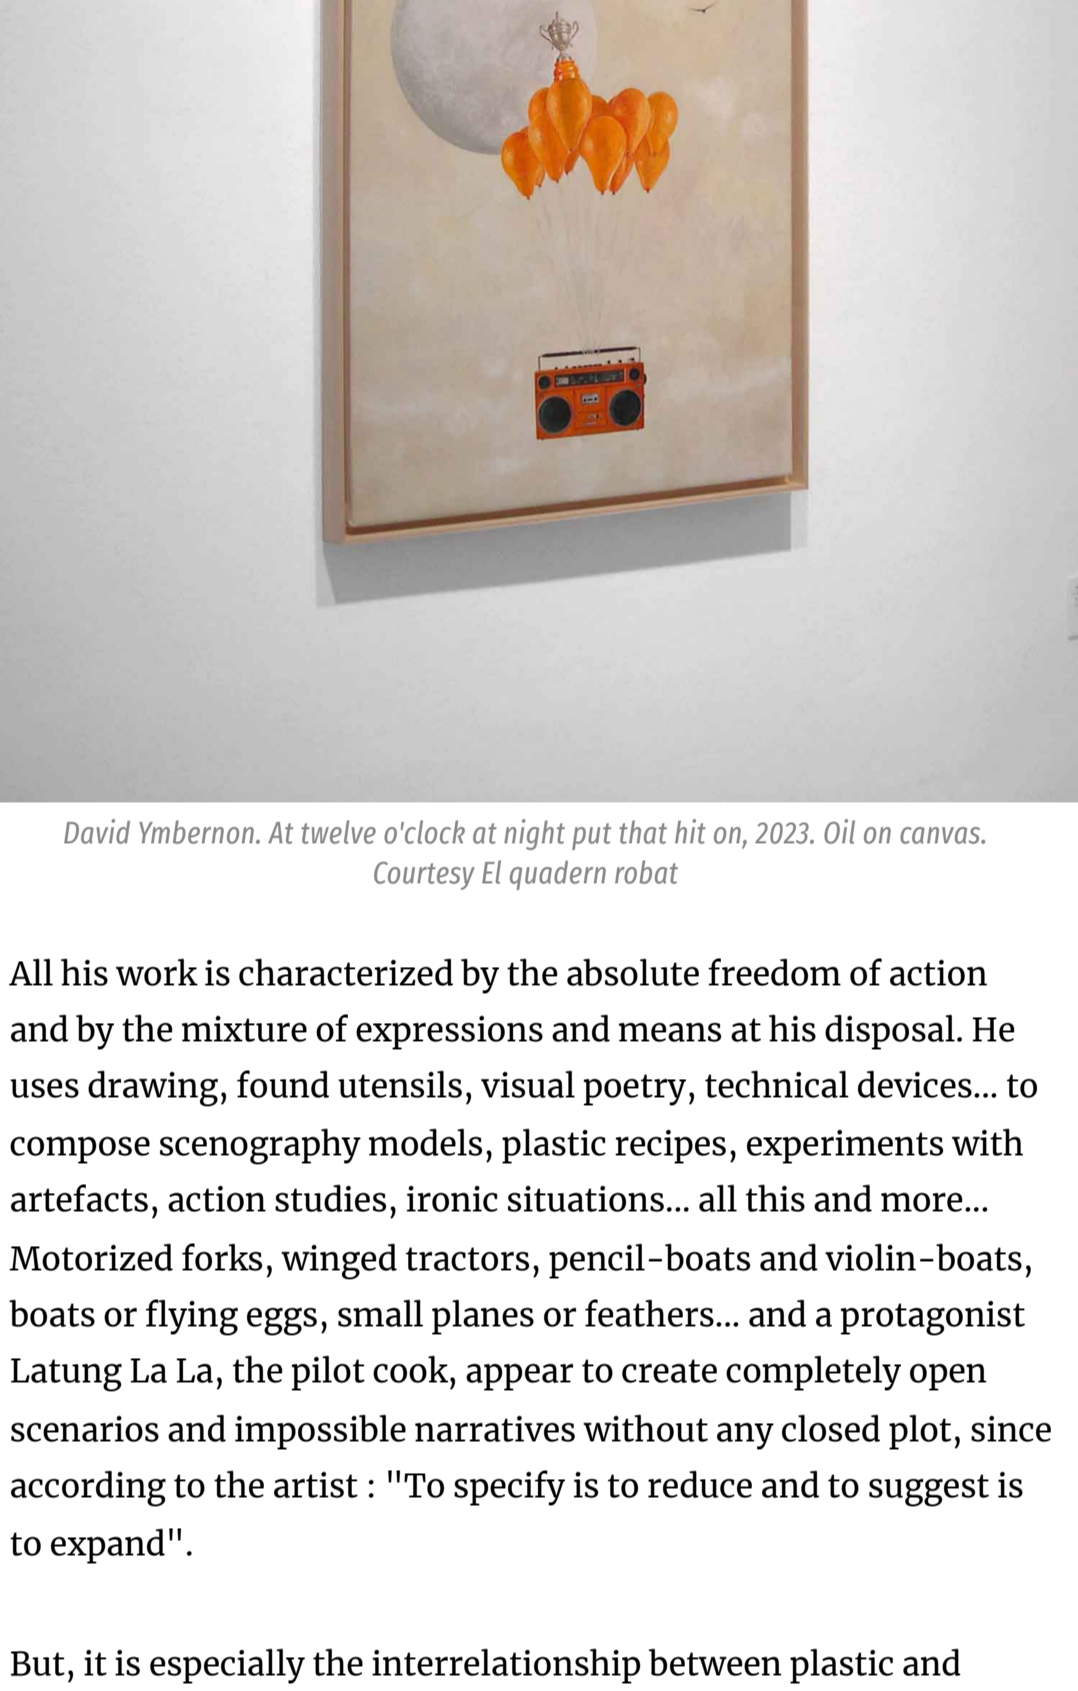 David Ymbernon. At twelve o'clock at night put that hit on, 2023. Oil on canvas.
Courtesy El quadern robat
All his work is characterized by the absolute freedom of action
and by the mixture of expressions and means at his disposal. He
uses drawing, found utensils, visual poetry, technical devices... to
compose scenography models, plastic recipes, experiments with
artefacts, action studies, ironic situations... all this and more...
Motorized forks, winged tractors, pencil-boats and violin-boats,
boats or flying eggs, small planes or feathers... and a protagonist
Latung La La, the pilot cook, appear to create completely open
scenarios and impossible narratives without any closed plot, since
according to the artist : "To specify is to reduce and to suggest is
to expand".
But, it is especially the interrelationship between plastic and